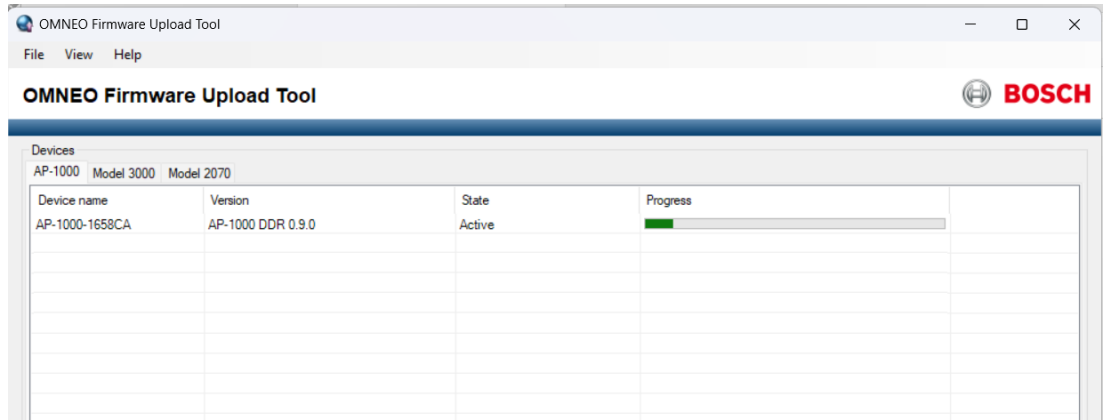 OMNEO Firmware Upload Tool
File View Help
OMNEO Firmware Upload Tool
BOSCH
Devices
AP-1000 Model 3000 Model 2070
Device name Version State Progress
AP-1000-1658CA AP-1000 DDR 0.9.0 Active